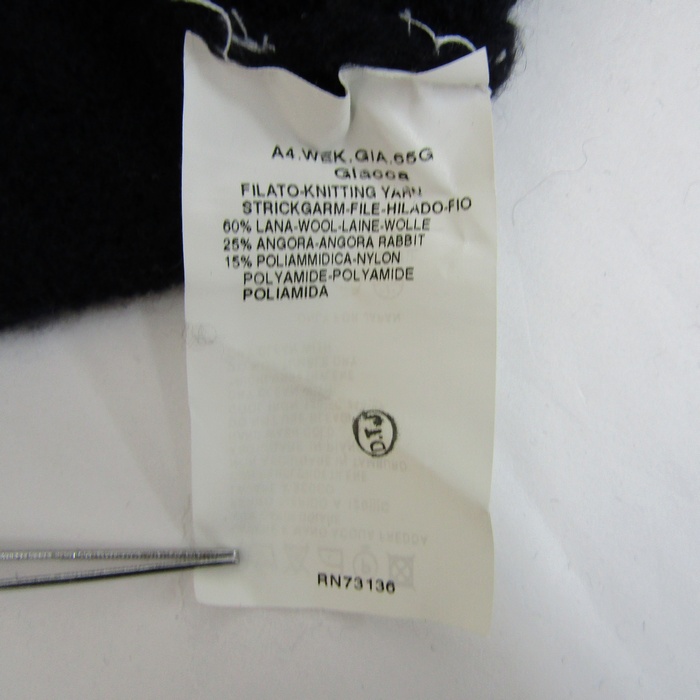 A4.WEK.GIA.65G
Giacca
FILATO-KNITTING YARN
STRICKGARM-FILE-HILADO-FIO
60% LANA-WOOL-LAINE-WOLLE
25% ANGORA-ANGORA RABBIT
15% POLIAMMIDICA-NYLON
POLYAMIDE-POLYAMIDE
POLIAMIDA
D.T.J
RN73136